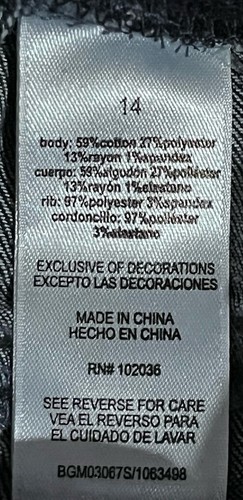 14
body: 59%cotton 27%polyester
13%rayon 1%spandex
cuerpo: 59%algodón 27%poliéster
13%rayon 1%elastano
rib: 97%polyester 3%spandex
cordoncillo: 97%poliéster
3%elastano
EXCLUSIVE OF DECORATIONS
EXCEPTO LAS DECORACIONES
MADE IN CHINA
HECHO EN CHINA
RN# 102036
SEE REVERSE FOR CARE
VEA EL REVERSO PARA
EL CUIDADO DE LAVAR
BGM03067S/1063498